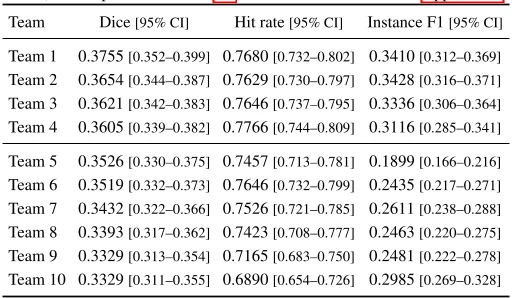 Team Dice [95% CI] Hit rate [95% CI] Instance F1 [95% CI]
Team 1 0.3755 [0.352–0.399] 0.7680 [0.732–0.802] 0.3410 [0.312–0.369]
Team 2 0.3654 [0.344–0.387] 0.7629 [0.730–0.797] 0.3428 [0.316–0.371]
Team 3 0.3621 [0.342–0.383] 0.7646 [0.737–0.795] 0.3336 [0.306–0.364]
Team 4 0.3605 [0.339–0.382] 0.7766 [0.744–0.809] 0.3116 [0.285–0.341]
Team 5 0.3526 [0.330–0.375] 0.7457 [0.713–0.781] 0.1899 [0.166–0.216]
Team 6 0.3519 [0.332–0.373] 0.7646 [0.732–0.799] 0.2435 [0.217–0.271]
Team 7 0.3432 [0.322–0.366] 0.7526 [0.721–0.785] 0.2611 [0.238–0.288]
Team 8 0.3393 [0.317–0.362] 0.7423 [0.708–0.777] 0.2463 [0.220–0.275]
Team 9 0.3329 [0.313–0.354] 0.7165 [0.683–0.750] 0.2481 [0.222–0.278]
Team 10 0.3329 [0.311–0.355] 0.6890 [0.654–0.726] 0.2985 [0.269–0.328]